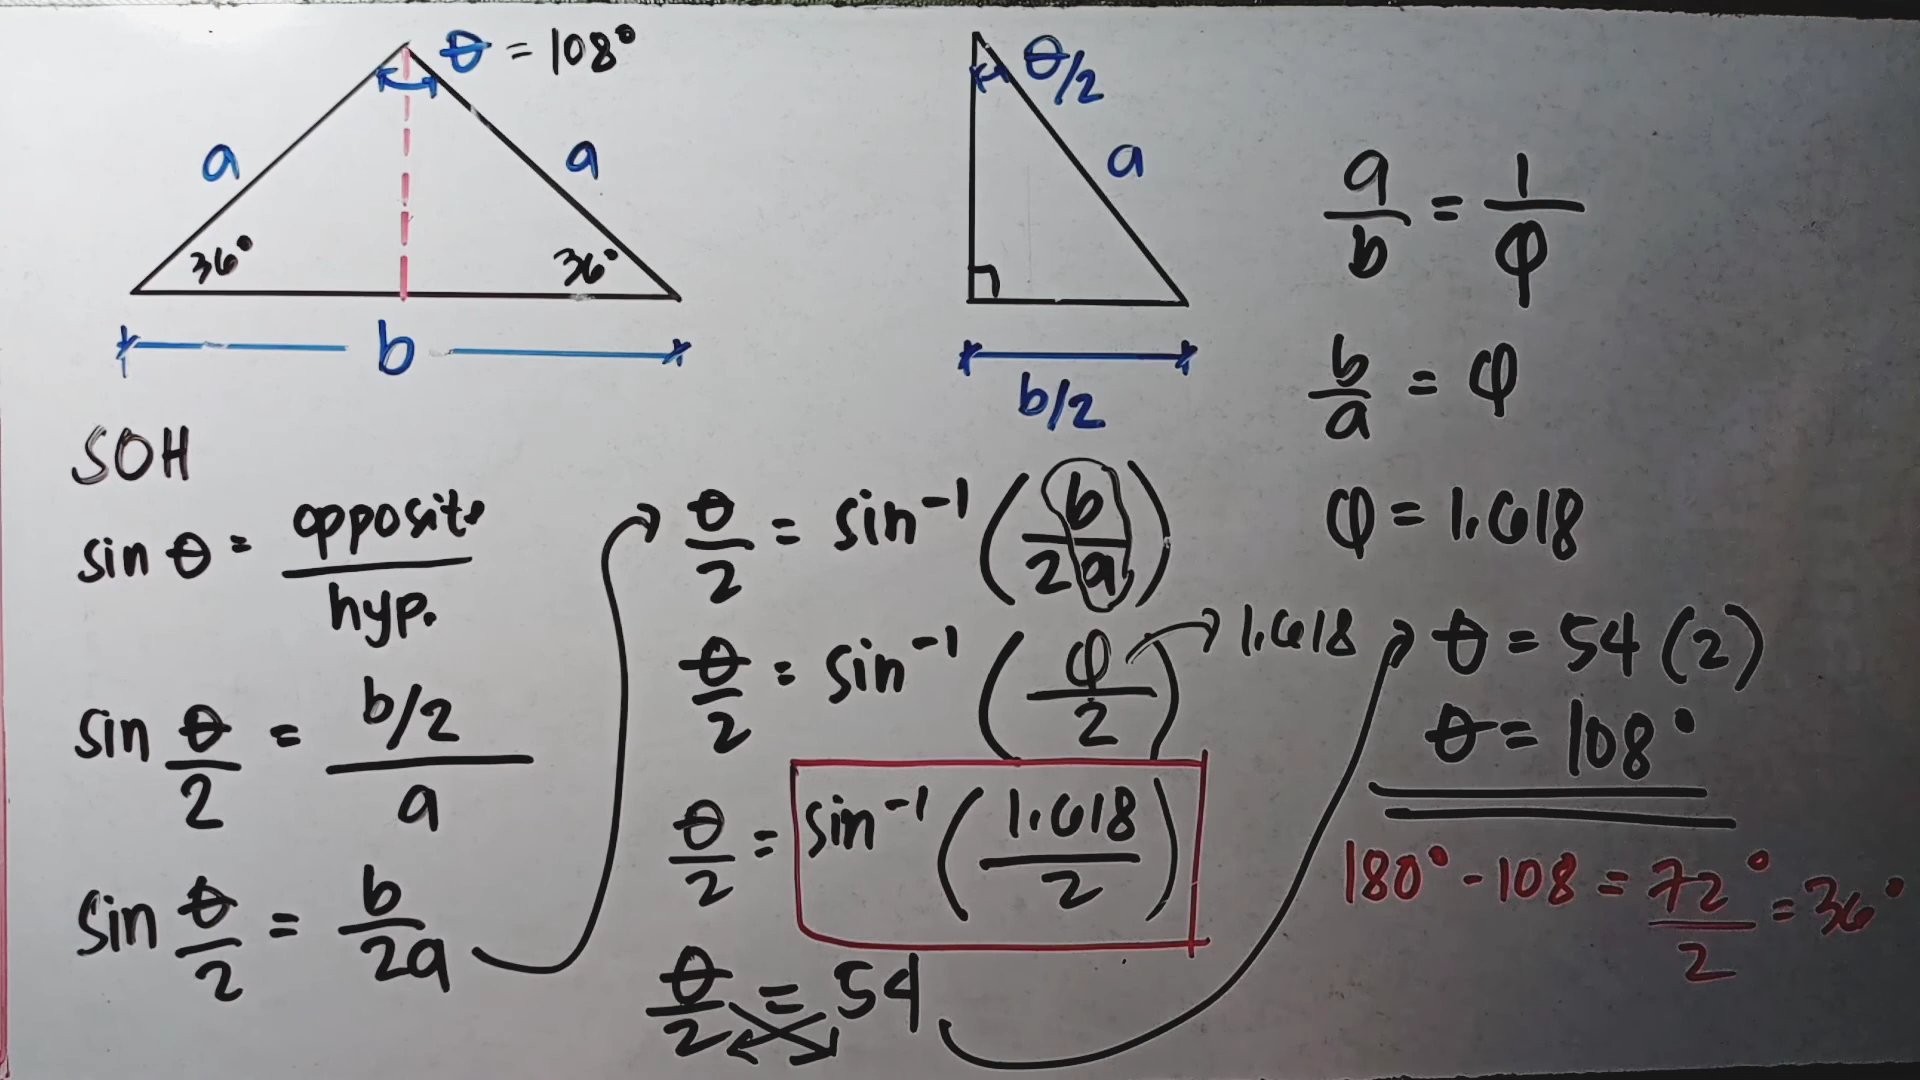 θ = 108°
a
a
36°
36°
b
θ/2
a
b/2
a/b = 1/φ
b/a = φ
φ = 1.618
SOH
sin θ = opposite/hyp.
sin θ/2 = b/2/a
sin θ/2 = b/2a
θ/2 = sin⁻¹(b/2a)
θ/2 = sin⁻¹(φ/2) → 1.618
θ/2 = sin⁻¹(1.618/2)
θ/2 = 54
θ = 54(2)
θ = 108°
180° - 108 = 72°/2 = 36°